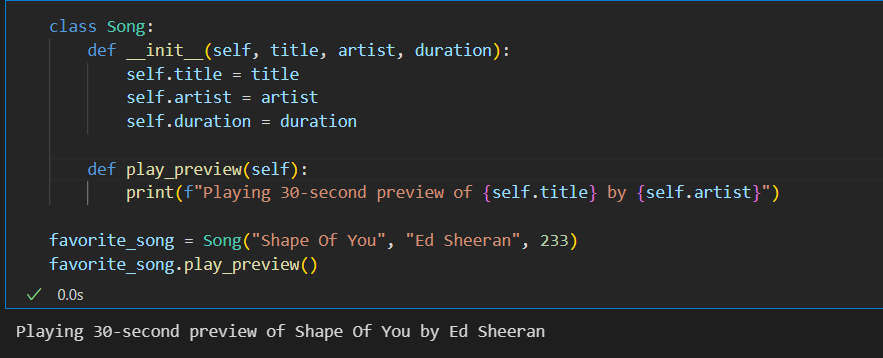 class Song:
    def __init__(self, title, artist, duration):
        self.title = title
        self.artist = artist
        self.duration = duration
    def play_preview(self):
        print(f"Playing 30-second preview of {self.title} by {self.artist}")
favorite_song = Song("Shape Of You", "Ed Sheeran", 233)
favorite_song.play_preview()
0.0s
Playing 30-second preview of Shape Of You by Ed Sheeran